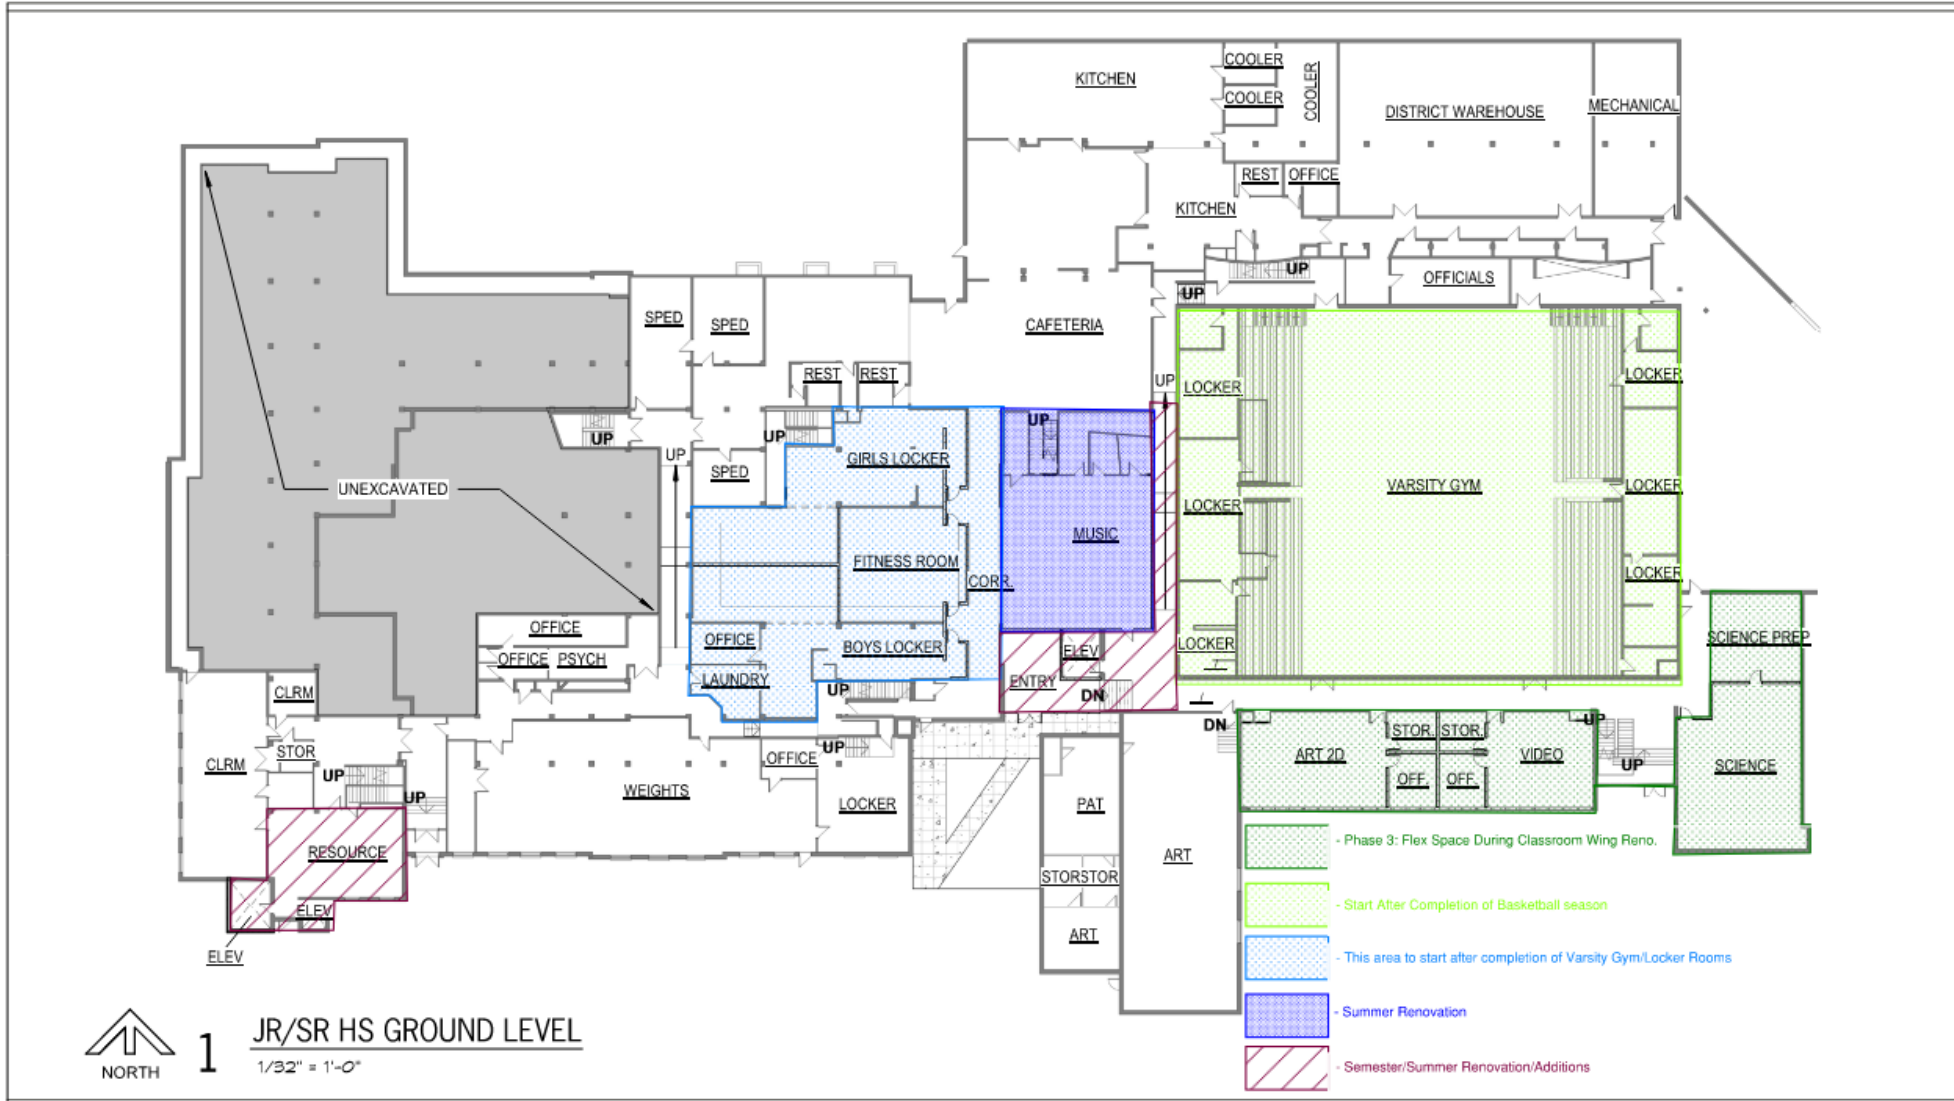 KITCHEN
COOLER
COOLER
COOLER
DISTRICT WAREHOUSE
MECHANICAL
REST
OFFICE
KITCHEN
UP
OFFICIALS
UP
SPED
SPED
CAFETERIA
REST
REST
UP
LOCKER
LOCKER
UP
UP
UP
UP
GIRLS LOCKER
SPED
UNEXCAVATED
VARSITY GYM
LOCKER
LOCKER
MUSIC
FITNESS ROOM
CORR.
LOCKER
OFFICE
OFFICE
BOYS LOCKER
ELEV
LOCKER
SCIENCE PREP
OFFICE
PSYCH
LAUNDRY
ENTRY
UP
DN
CLRM
DN
ART 2D
STOR.
STOR.
VIDEO
UP
STOR
CLRM
UP
OFFICE
UP
OFF.
OFF.
UP
SCIENCE
WEIGHTS
UP
LOCKER
PAT
RESOURCE
ART
STOR
STOR
ELEV
ART
ELEV
- Phase 3: Flex Space During Classroom Wing Reno.
- Start After Completion of Basketball season
- This area to start after completion of Varsity Gym/Locker Rooms
- Summer Renovation
- Semester/Summer Renovation/Additions
NORTH
1
JR/SR HS GROUND LEVEL
1/32" = 1'-0"